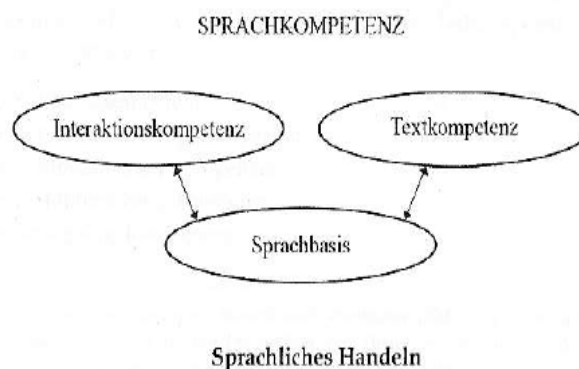 SPRACHKOMPETENZ
Interaktionskompetenz
Textkompetenz
Sprachbasis
Sprachliches Handeln